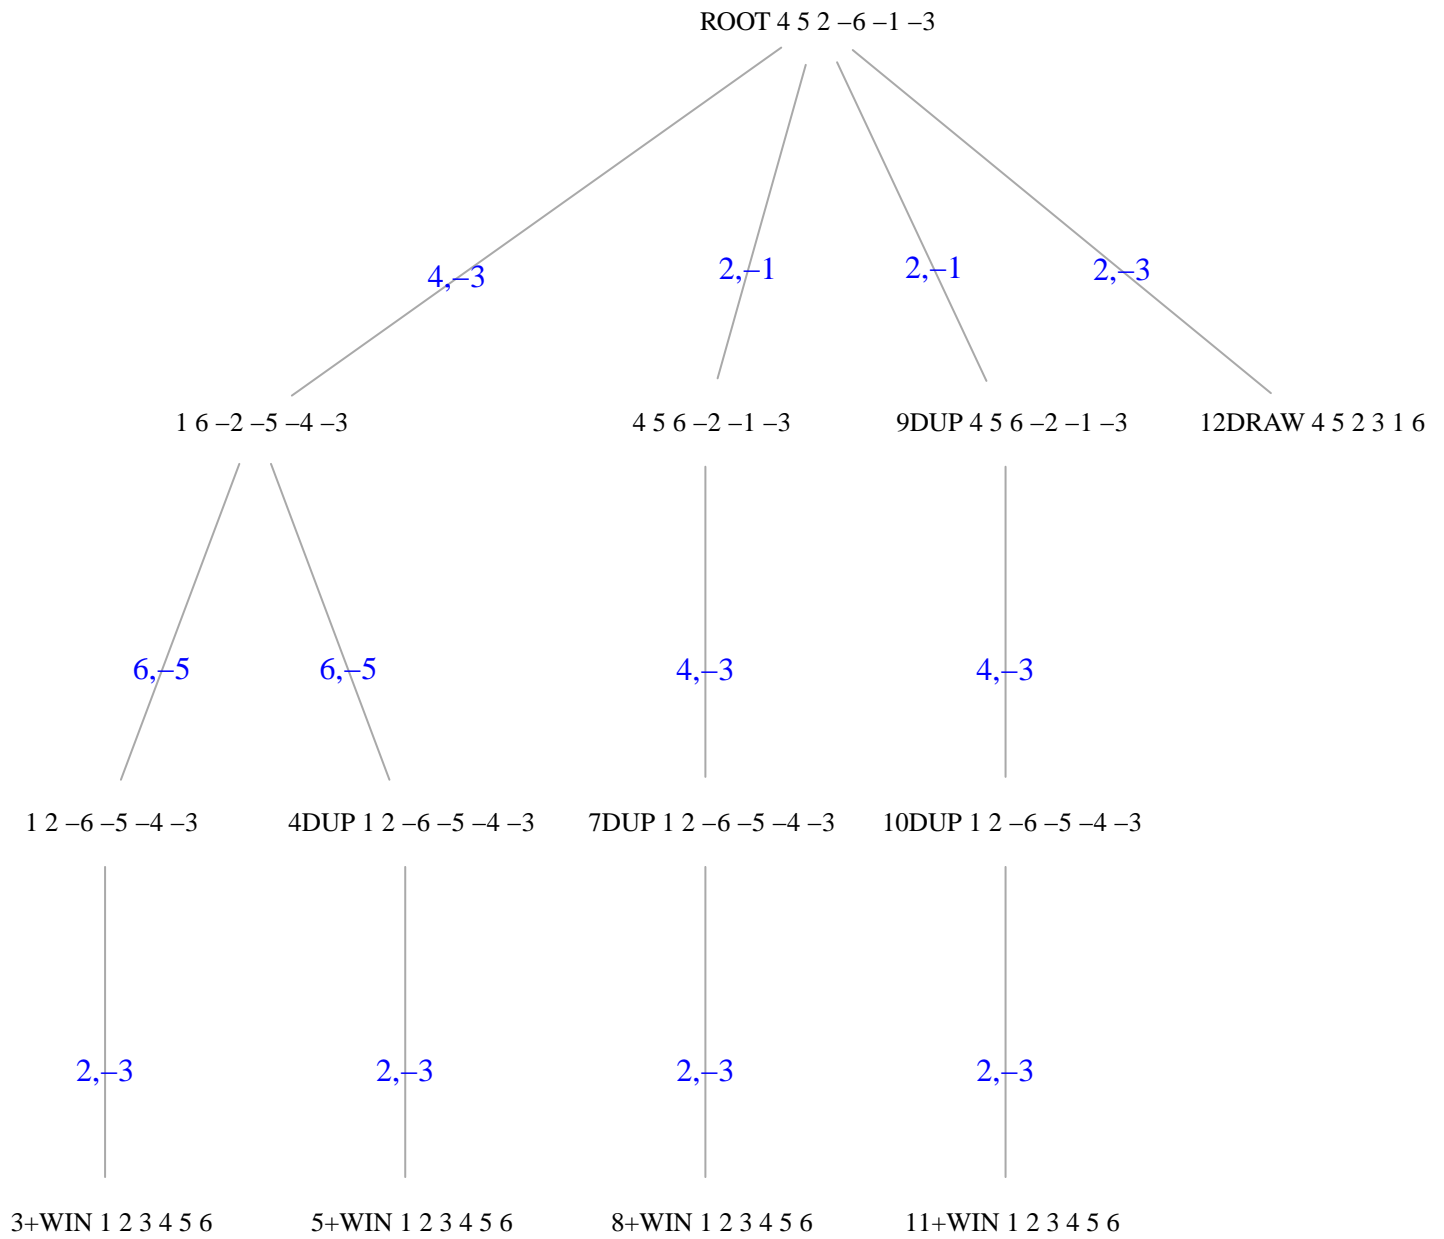 ROOT 4 5 2 –6 –1 –3
4,–3
2,–1
2,–1
2,–3
1 6 –2 –5 –4 –3
4 5 6 –2 –1 –3
9DUP 4 5 6 –2 –1 –3
12DRAW 4 5 2 3 1 6
6,–5
6,–5
4,–3
4,–3
1 2 –6 –5 –4 –3
4DUP 1 2 –6 –5 –4 –3
7DUP 1 2 –6 –5 –4 –3
10DUP 1 2 –6 –5 –4 –3
2,–3
2,–3
2,–3
2,–3
3+WIN 1 2 3 4 5 6
5+WIN 1 2 3 4 5 6
8+WIN 1 2 3 4 5 6
11+WIN 1 2 3 4 5 6